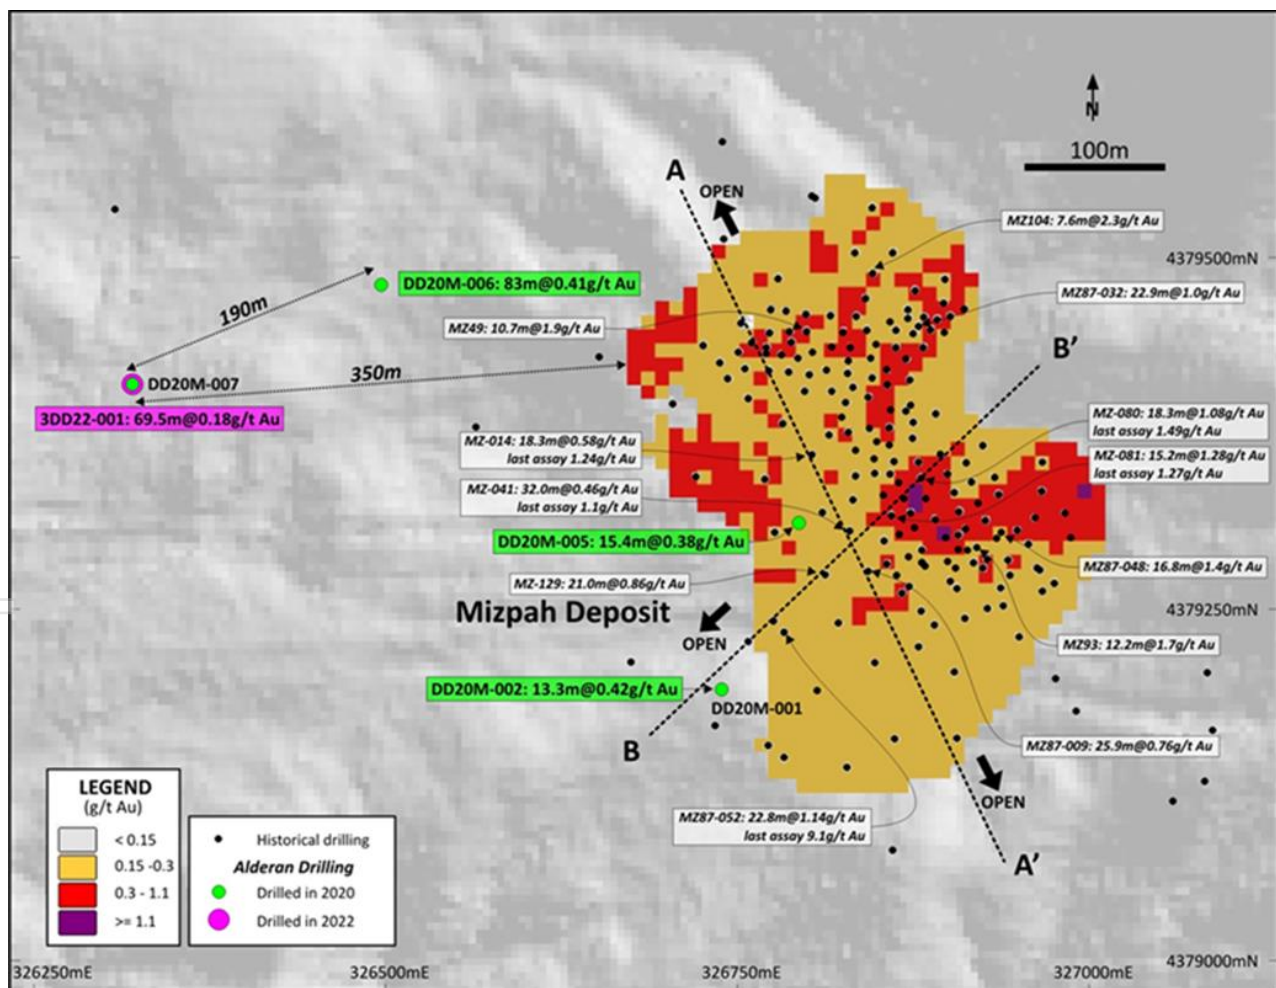 N
100m
A
OPEN
MZ104: 7.6m@2.3g/t Au
4379500mN
DD20M-006: 83m@0.41g/t Au
MZ87-032: 22.9m@1.0g/t Au
190m
MZ49: 10.7m@1.9g/t Au
B'
350m
DD20M-007
3DD22-001: 69.5m@0.18g/t Au
MZ-080: 18.3m@1.08g/t Au
last assay 1.49g/t Au
MZ-014: 18.3m@0.58g/t Au
last assay 1.24g/t Au
MZ-081: 15.2m@1.28g/t Au
last assay 1.27g/t Au
MZ-041: 32.0m@0.46g/t Au
last assay 1.1g/t Au
DD20M-005: 15.4m@0.38g/t Au
MZ87-048: 16.8m@1.4g/t Au
MZ-129: 21.0m@0.86g/t Au
Mizpah Deposit
4379250mN
OPEN
MZ93: 12.2m@1.7g/t Au
DD20M-002: 13.3m@0.42g/t Au
DD20M-001
B
MZ87-009: 25.9m@0.76g/t Au
OPEN
MZ87-052: 22.8m@1.14g/t Au
last assay 9.1g/t Au
A'
LEGEND
(g/t Au)
< 0.15
0.15 -0.3
0.3 - 1.1
>= 1.1
Historical drilling
Alderan Drilling
Drilled in 2020
Drilled in 2022
326250mE
326500mE
326750mE
327000mE
4379000mN